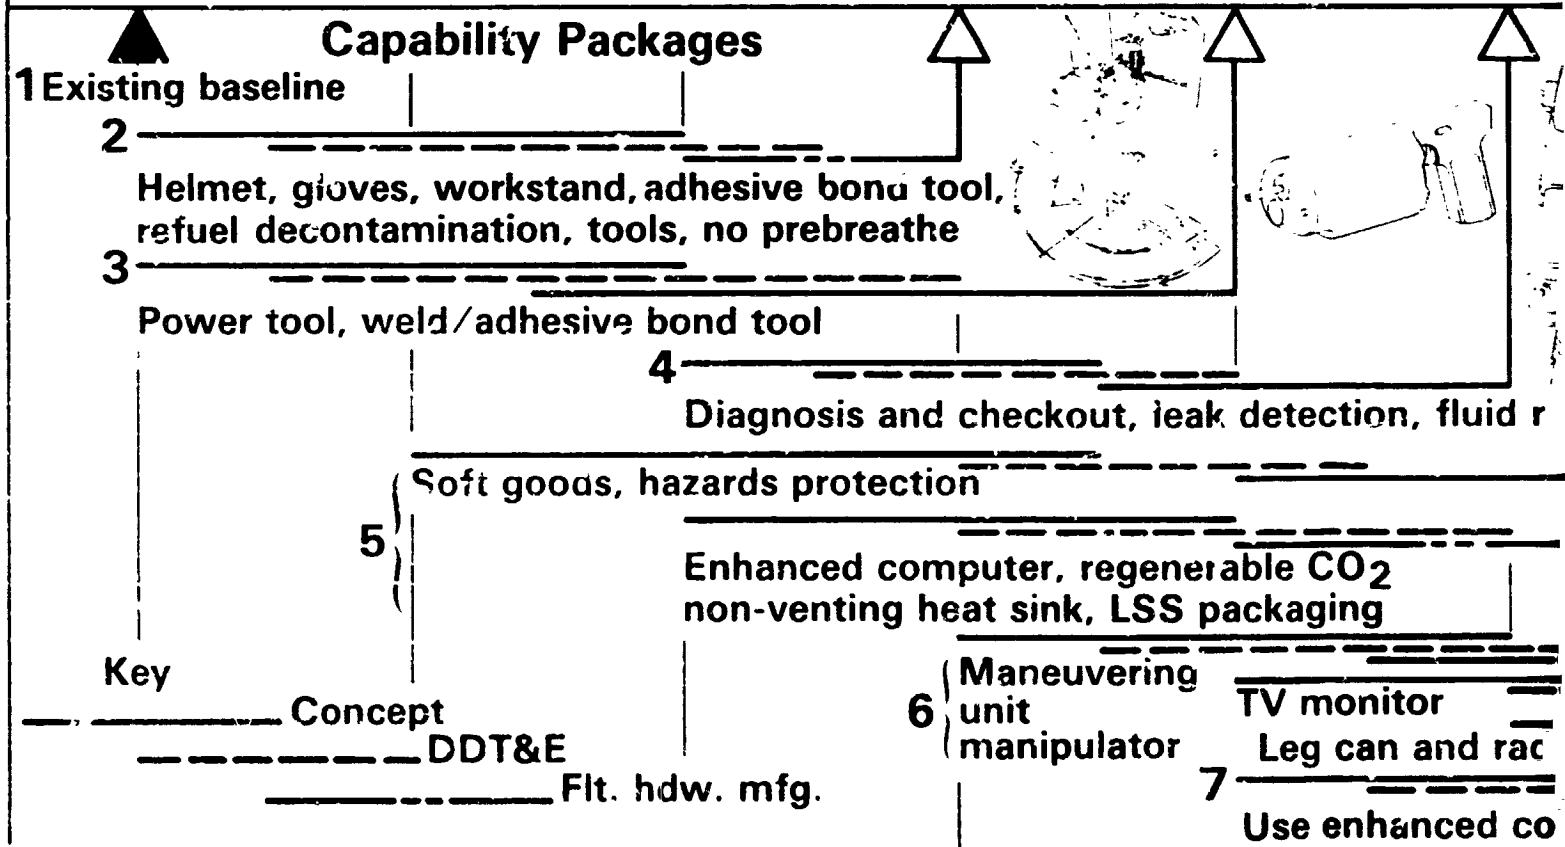 Capability Packages
1 Existing baseline
2
Helmet, gloves, workstand, adhesive bond tool,
refuel decontamination, tools, no prebreathe
3
Power tool, weld/adhesive bond tool
4
Diagnosis and checkout, leak detection, fluid r
5
Soft goods, hazards protection
Enhanced computer, regenerable CO2
non-venting heat sink, LSS packaging
6
Maneuvering
unit
manipulator
TV monitor
Leg can and rac
7
Use enhanced co
Key
Concept
DDT&E
Flt. hdw. mfg.